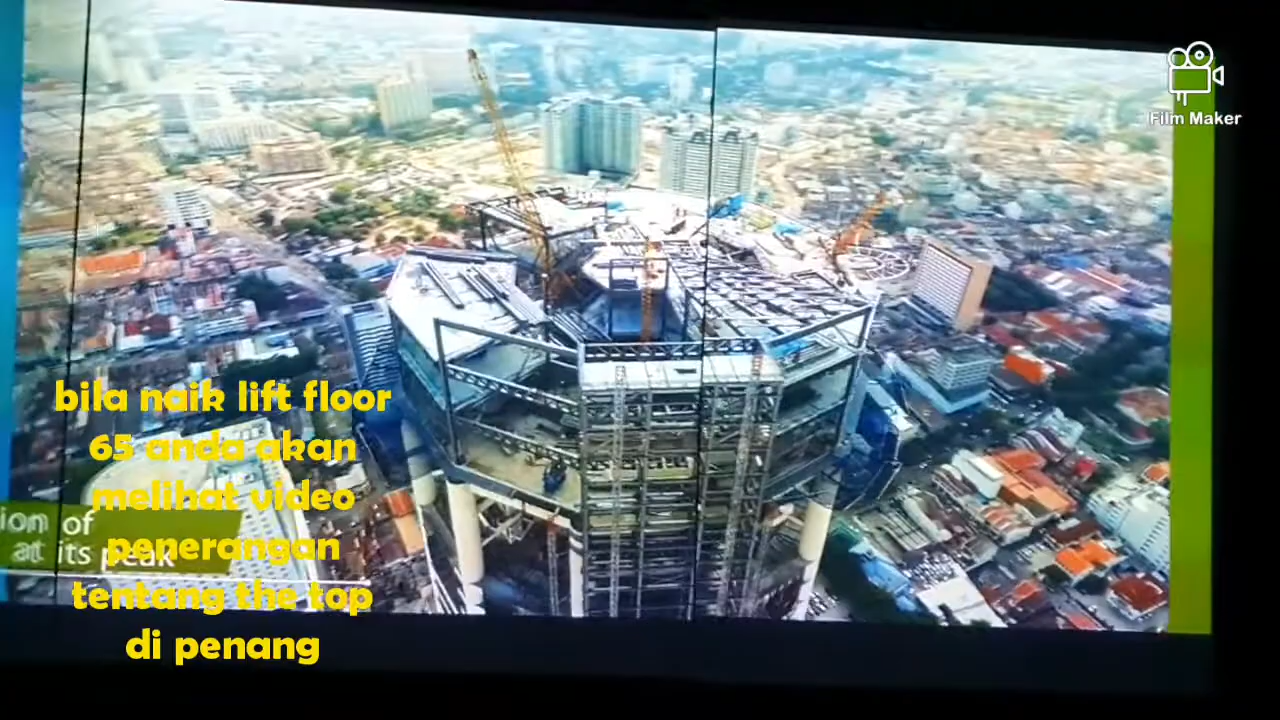 Film Maker
bila naik lift floor
65 anda akan
melihat video
penerangan
tentang the top
di penang
ion of
at its peak